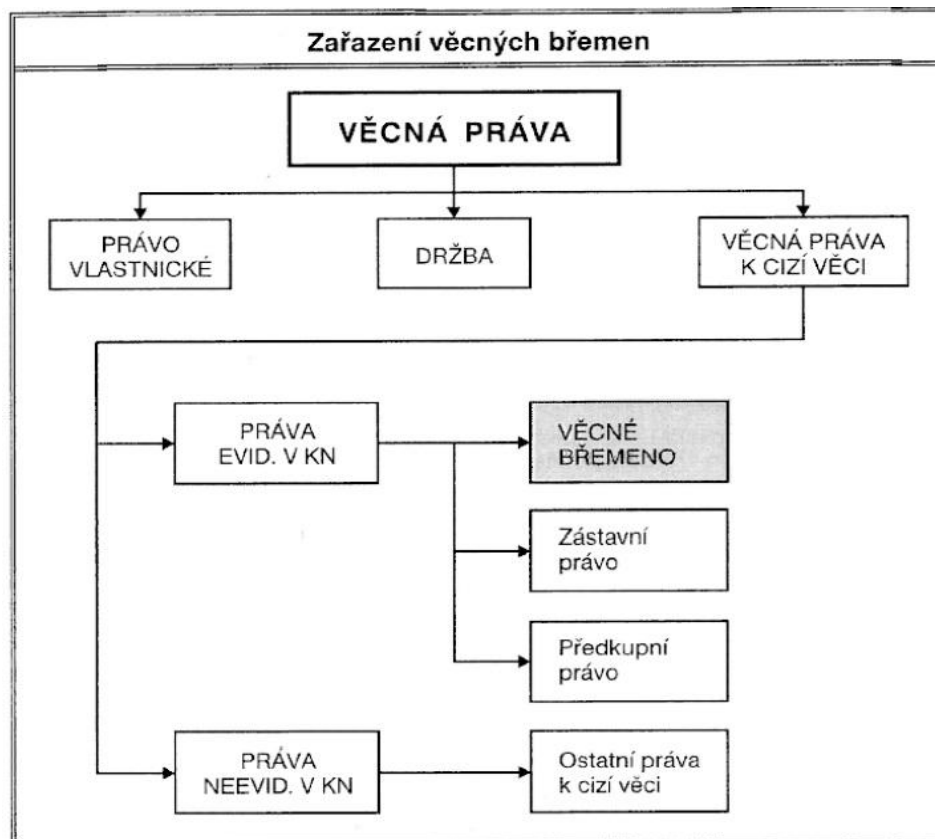 Zařazení věcných břemen
VĚCNÁ PRÁVA
PRÁVO
VLASTNICKÉ
DRŽBA
VĚCNÁ PRÁVA
K CIZÍ VĚCI
PRÁVA
EVID. V KN
VĚCNÉ
BŘEMENO
Zástavní
právo
Předkupní
právo
PRÁVA
NEEVID. V KN
Ostatní práva
k cizí věci